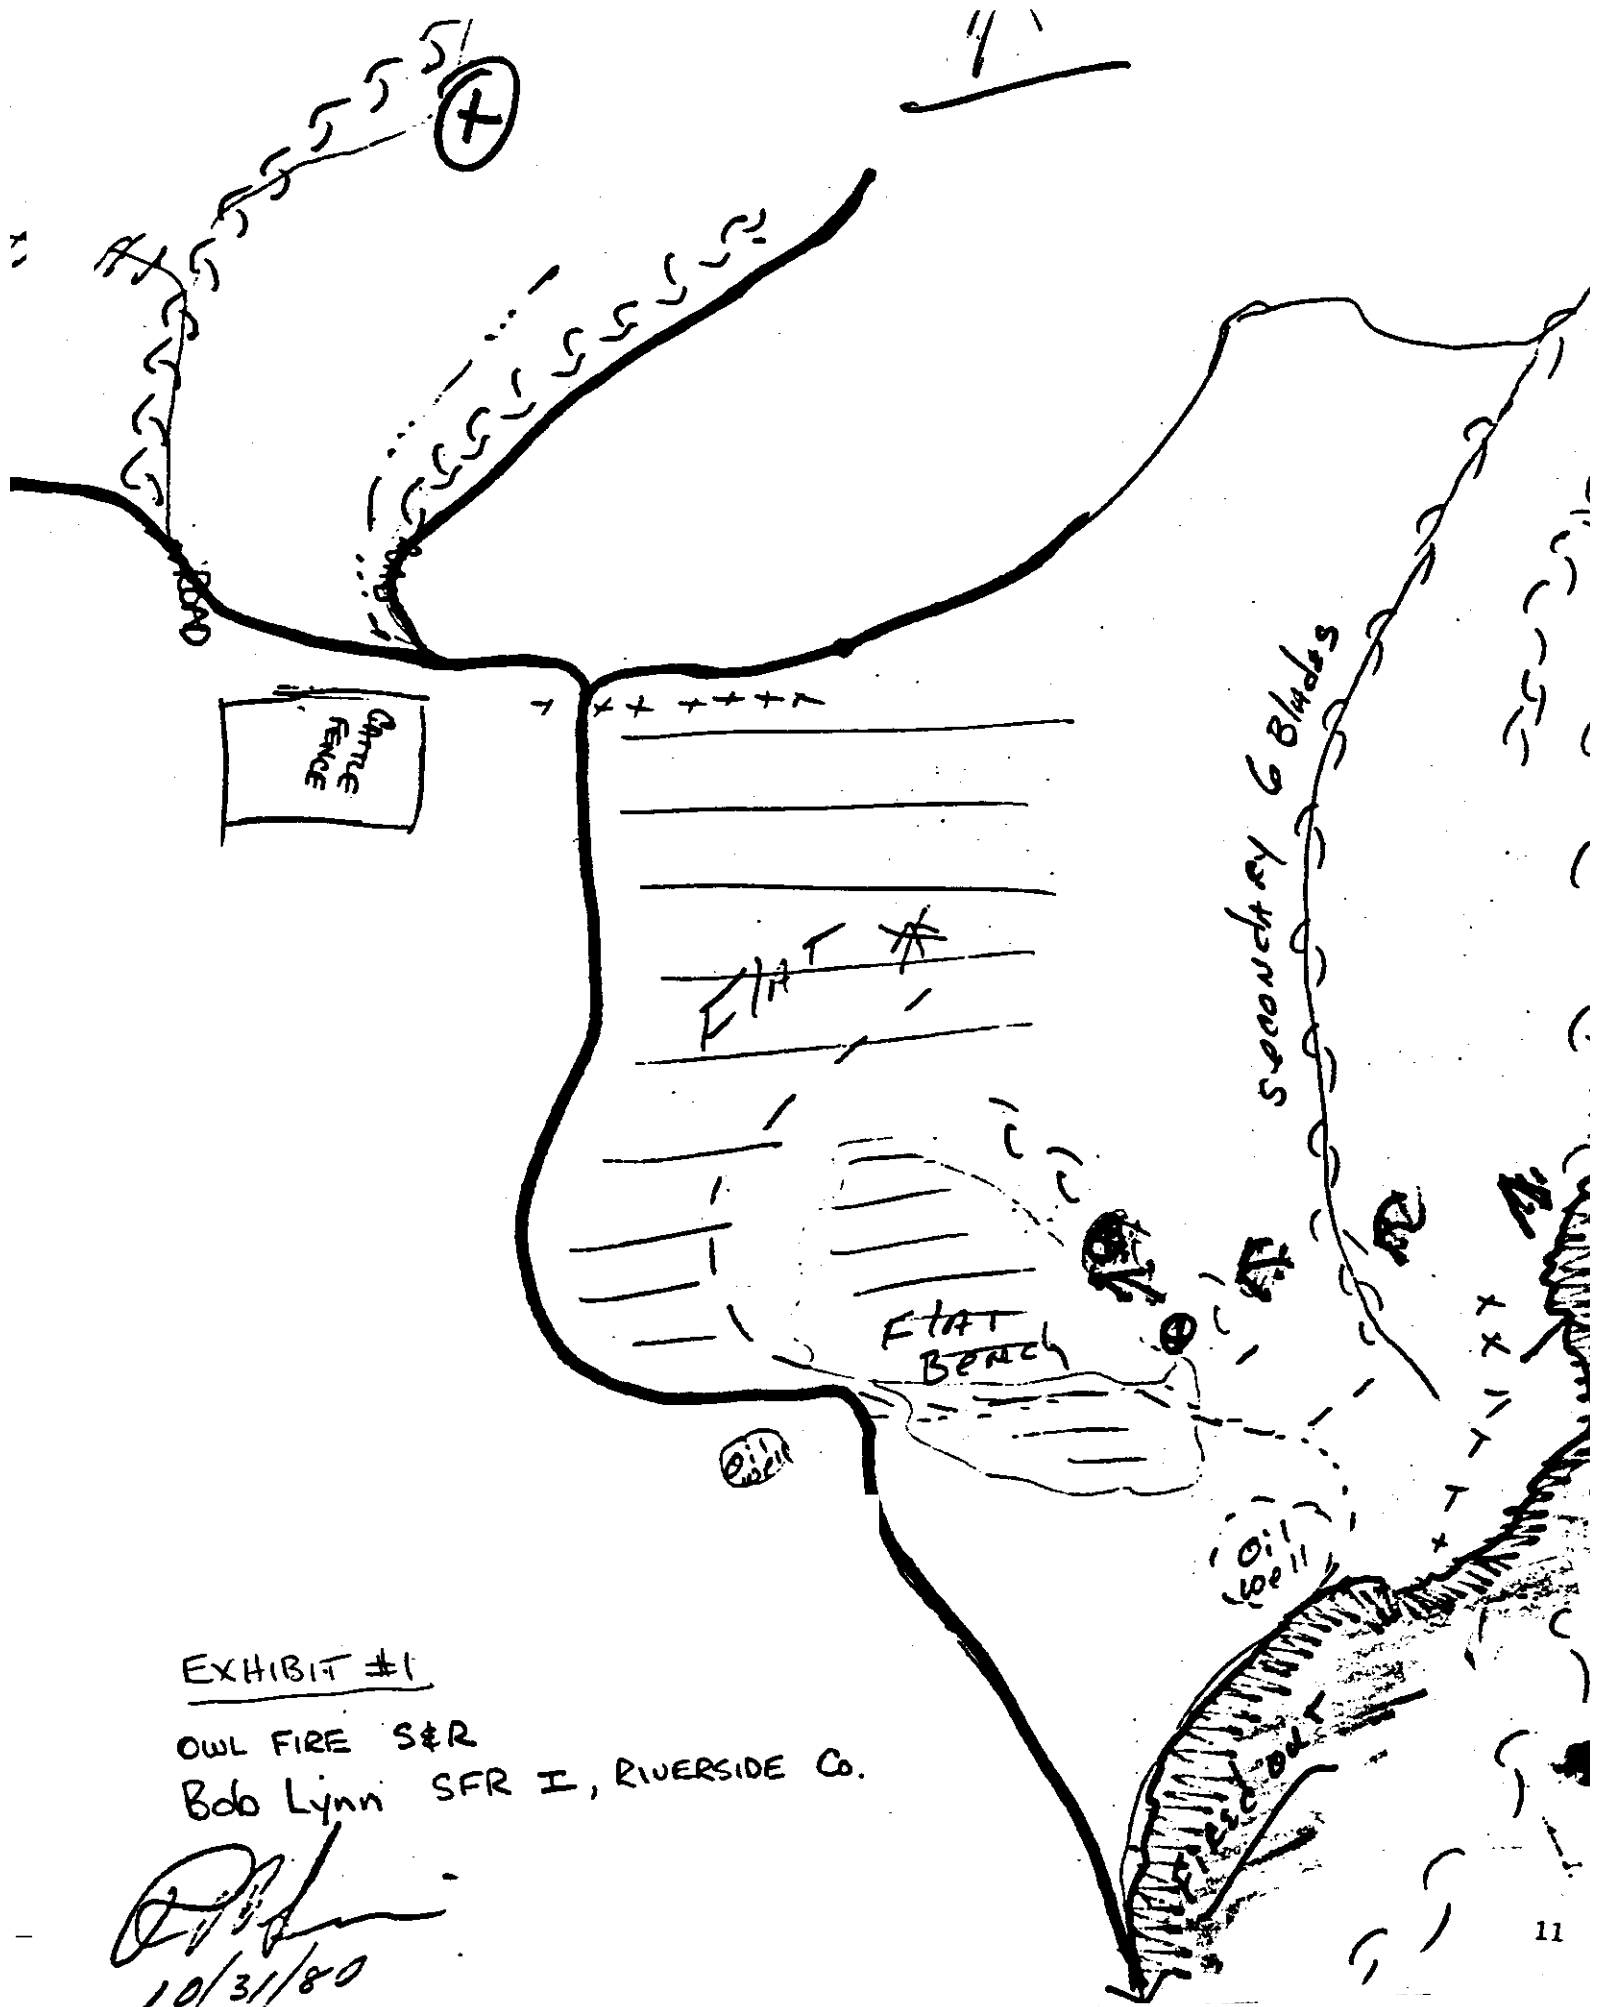 ROAD
CATTLE
FENCE
SECONDARY 6 Blades
FlAT
FlAT
BENCh
Oil
well
Oil
well
FIRE
EXHIBIT #1
OWL FIRE S&R
Bob Lynn SFR I, RIVERSIDE Co.
10/31/80
11